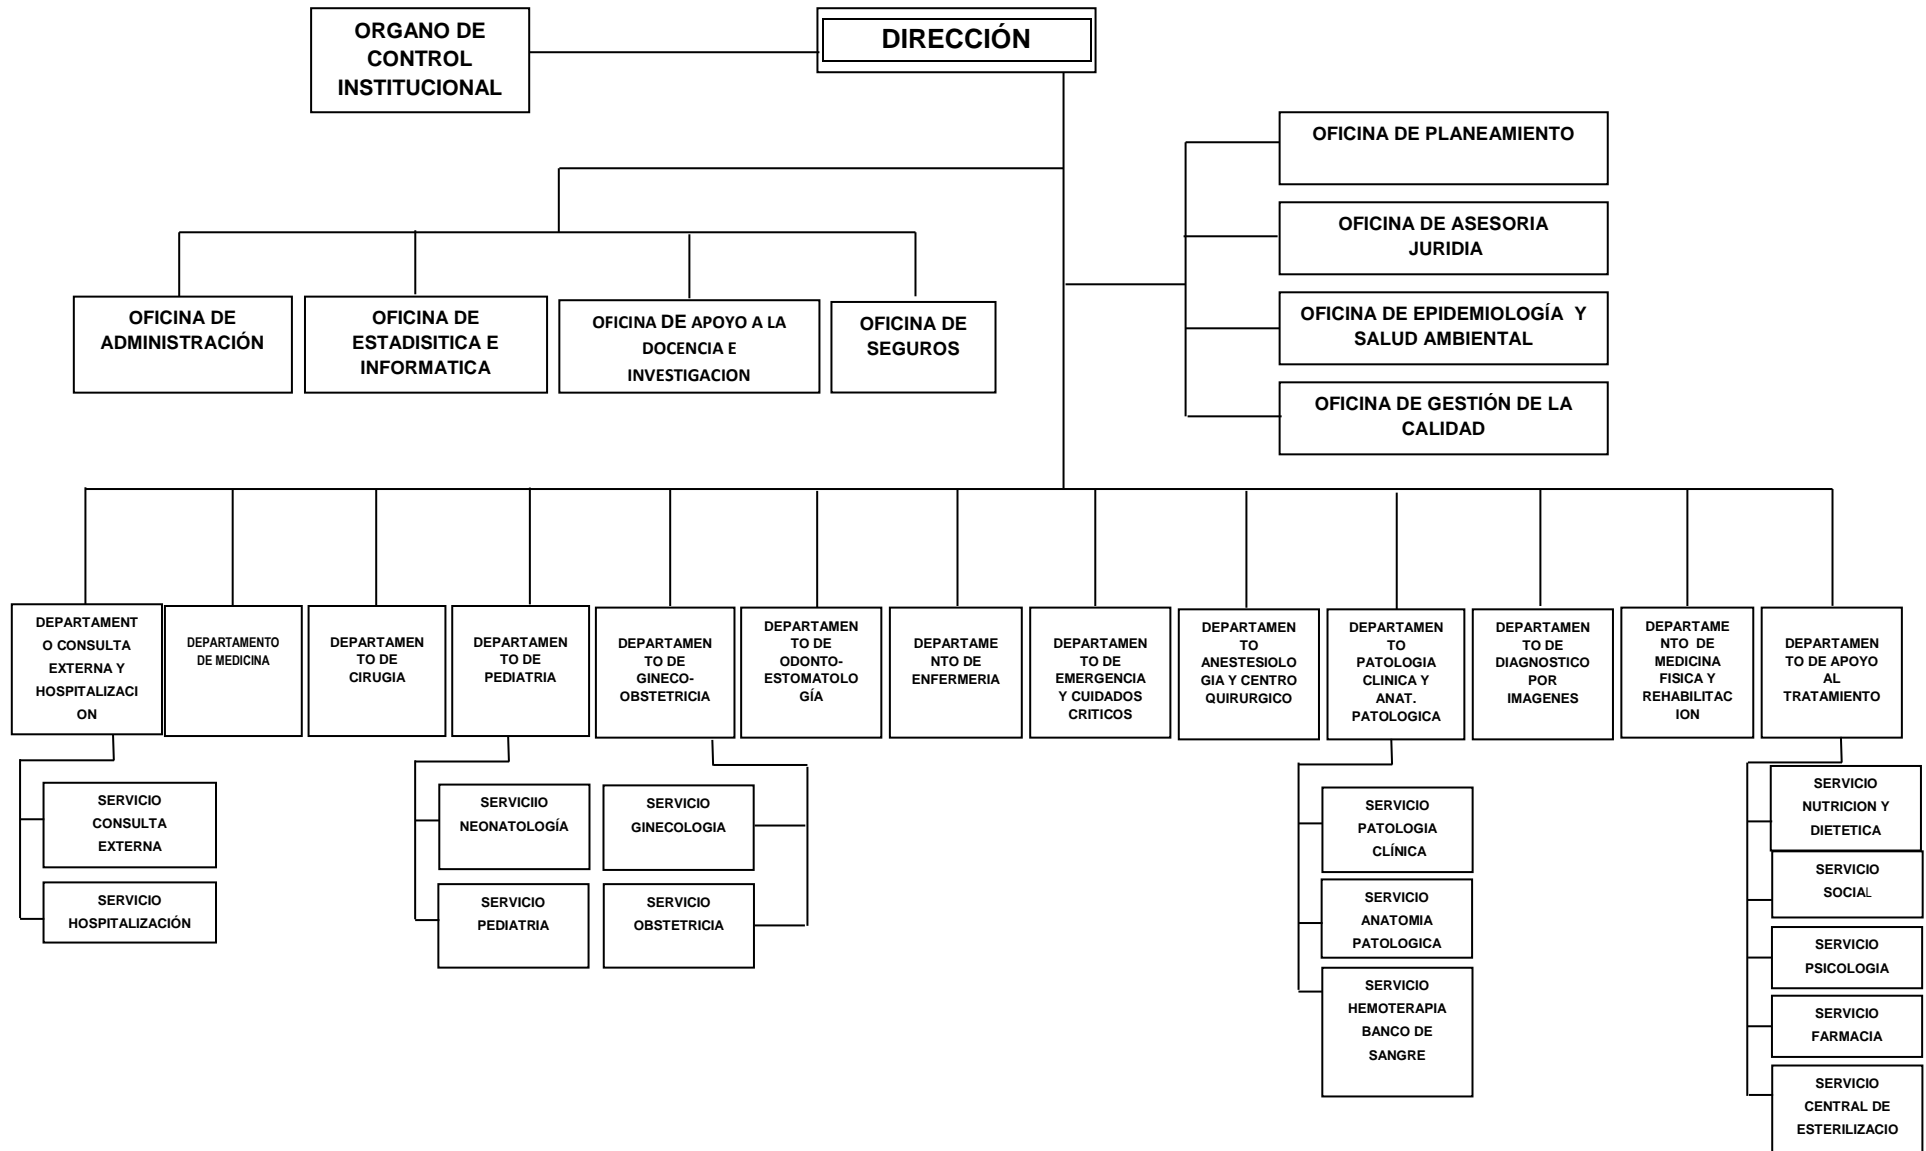 ORGANO DE
CONTROL
INSTITUCIONAL
DIRECCIÓN
OFICINA DE PLANEAMIENTO
OFICINA DE ASESORIA
JURIDIA
OFICINA DE EPIDEMIOLOGÍA Y
SALUD AMBIENTAL
OFICINA DE GESTIÓN DE LA
CALIDAD
OFICINA DE
ADMINISTRACIÓN
OFICINA DE
ESTADISITICA E
INFORMATICA
OFICINA DE APOYO A LA
DOCENCIA E
INVESTIGACION
OFICINA DE
SEGUROS
DEPARTAMENT
O CONSULTA
EXTERNA Y
HOSPITALIZACI
ON
DEPARTAMENTO
DE MEDICINA
DEPARTAMEN
TO DE
CIRUGIA
DEPARTAMEN
TO DE
PEDIATRIA
DEPARTAMEN
TO DE
GINECO-
OBSTETRICIA
DEPARTAMEN
TO DE
ODONTO-
ESTOMATOLO
GÍA
DEPARTAME
NTO DE
ENFERMERIA
DEPARTAMEN
TO DE
EMERGENCIA
Y CUIDADOS
CRITICOS
DEPARTAMEN
TO
ANESTESIOLO
GIA Y CENTRO
QUIRURGICO
DEPARTAMEN
TO
PATOLOGIA
CLINICA Y
ANAT.
PATOLOGICA
DEPARTAMEN
TO DE
DIAGNOSTICO
POR
IMAGENES
DEPARTAME
NTO DE
MEDICINA
FISICA Y
REHABILITAC
ION
DEPARTAMEN
TO DE APOYO
AL
TRATAMIENTO
SERVICIO
CONSULTA
EXTERNA
SERVICIO
HOSPITALIZACIÓN
SERVICIIO
NEONATOLOGÍA
SERVICIO
PEDIATRIA
SERVICIO
GINECOLOGIA
SERVICIO
OBSTETRICIA
SERVICIO
PATOLOGIA
CLÍNICA
SERVICIO
ANATOMIA
PATOLOGICA
SERVICIO
HEMOTERAPIA
BANCO DE
SANGRE
SERVICIO
NUTRICION Y
DIETETICA
SERVICIO
SOCIAL
SERVICIO
PSICOLOGIA
SERVICIO
FARMACIA
SERVICIO
CENTRAL DE
ESTERILIZACIO